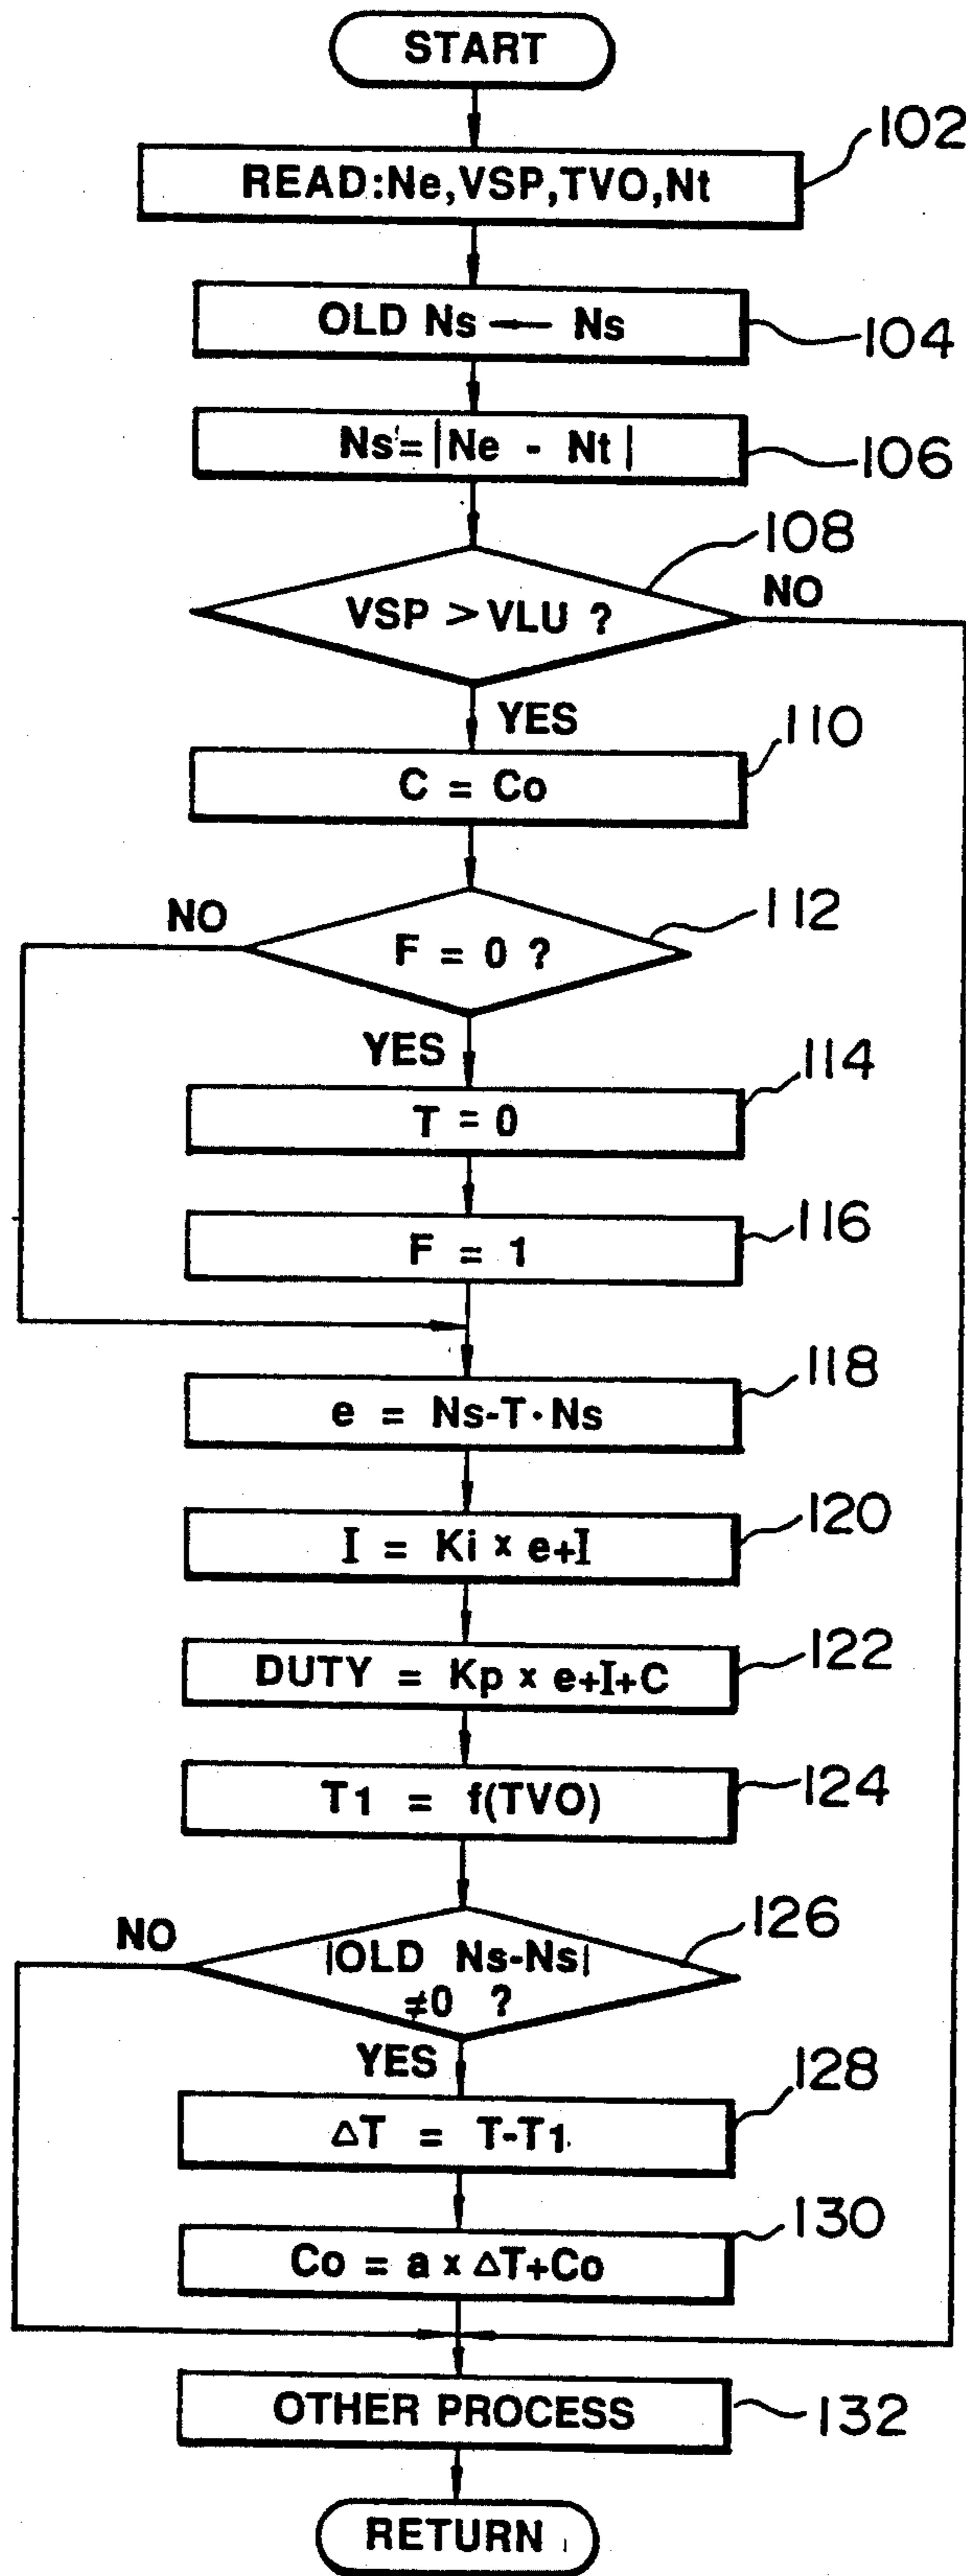 START
102
READ:Ne,VSP,TVO,Nt
OLD Ns ← Ns
104
Ns = |Ne - Nt|
106
108
VSP > VLU ?
NO
YES
110
C = Co
NO
112
F = 0 ?
YES
114
T = 0
116
F = 1
118
e = Ns-T·Ns
120
I = Ki x e+I
122
DUTY = Kp x e+I+C
124
T1 = f(TVO)
NO
126
|OLD Ns-Ns|
≠0 ?
YES
128
△T = T-T1
130
Co = a x △T+Co
OTHER PROCESS
132
RETURN